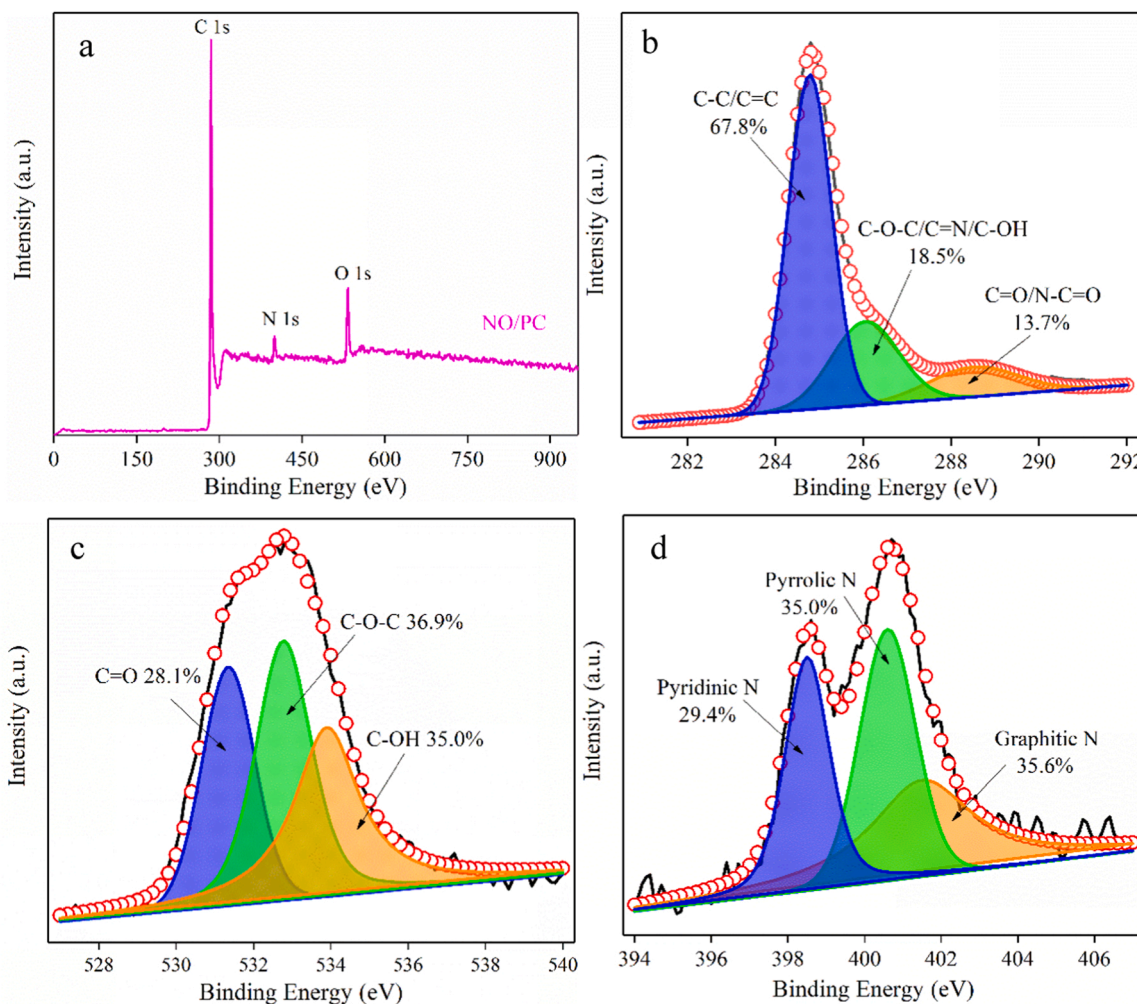 a
C 1s
N 1s
O 1s
NO/PC
Intensity (a.u.)
0 150 300 450 600 750 900
Binding Energy (eV)
b
C-C/C=C
67.8%
C-O-C/C=N/C-OH
18.5%
C=O/N-C=O
13.7%
Intensity (a.u.)
282 284 286 288 290 292
Binding Energy (eV)
c
C-O-C 36.9%
C=O 28.1%
C-OH 35.0%
Intensity (a.u.)
528 530 532 534 536 538 540
Binding Energy (eV)
d
Pyrrolic N
35.0%
Pyridinic N
29.4%
Graphitic N
35.6%
Intensity (a.u.)
394 396 398 400 402 404 406
Binding Energy (eV)